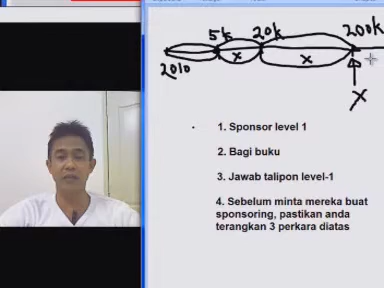 5k 20k 200k
x x
2010 X
1. Sponsor level 1
2. Bagi buku
3. Jawab talipon level-1
4. Sebelum minta mereka buat
sponsoring, pastikan anda
terangkan 3 perkara diatas